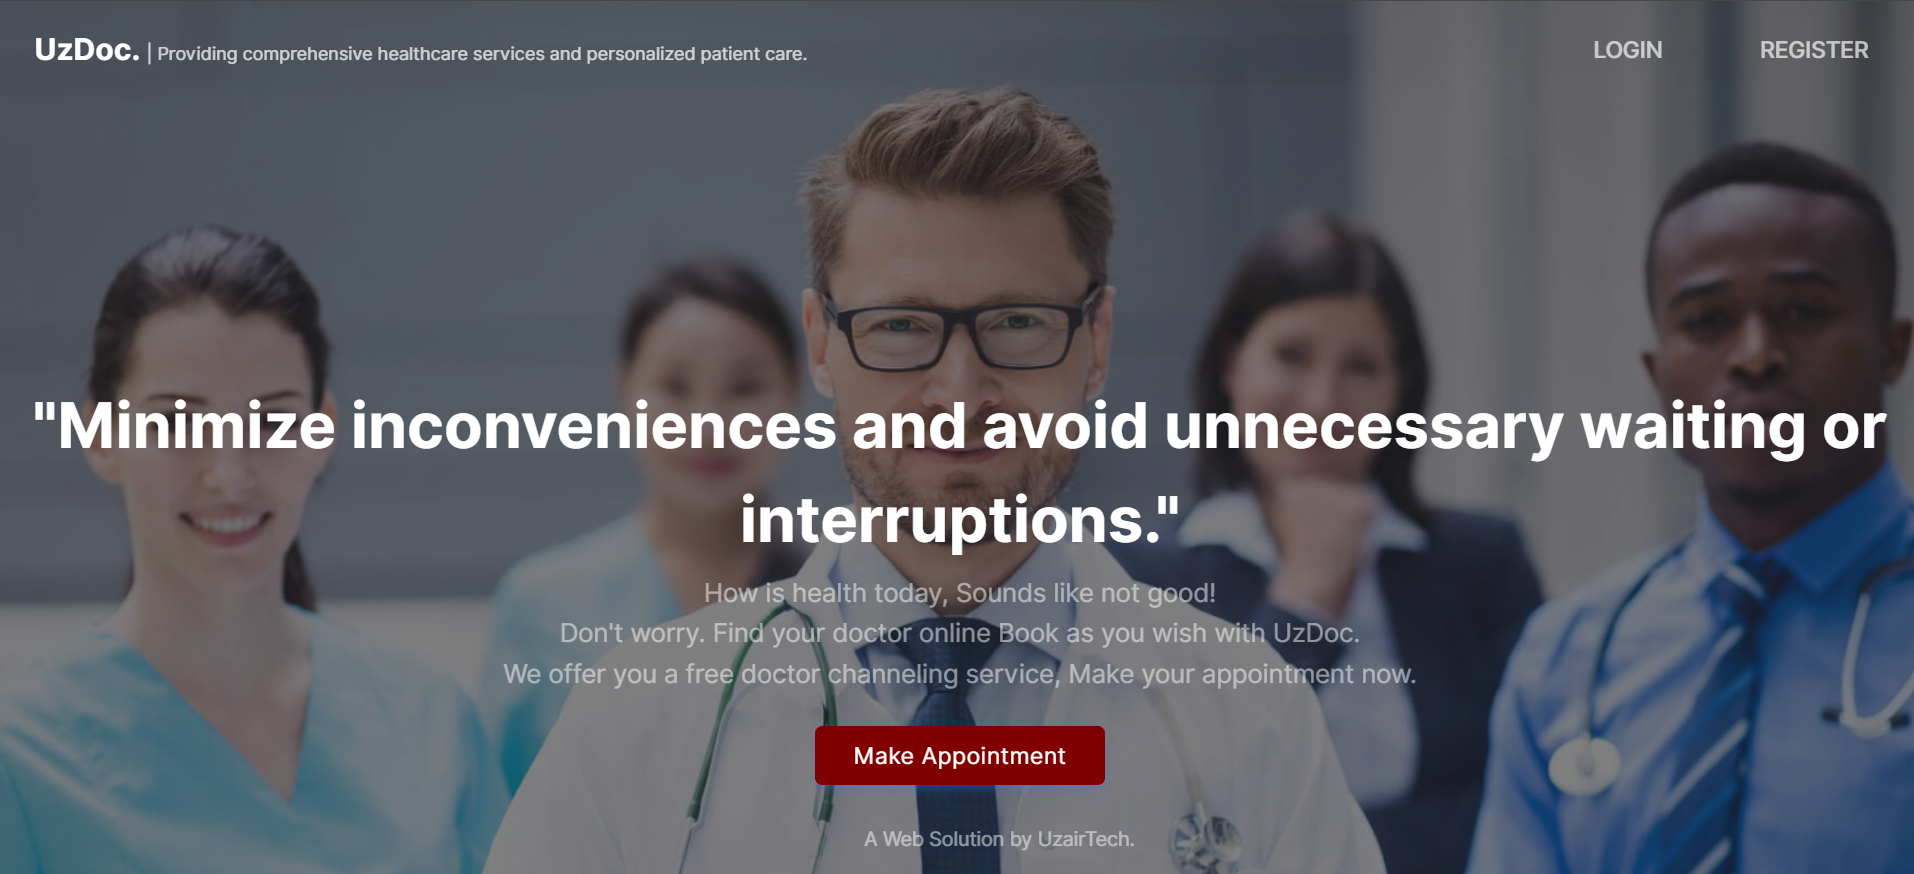 UzDoc. | Providing comprehensive healthcare services and personalized patient care.
LOGIN
REGISTER
"Minimize inconveniences and avoid unnecessary waiting or
interruptions."
How is health today, Sounds like not good!
Don't worry. Find your doctor online Book as you wish with UzDoc.
We offer you a free doctor channeling service, Make your appointment now.
Make Appointment
A Web Solution by UzairTech.